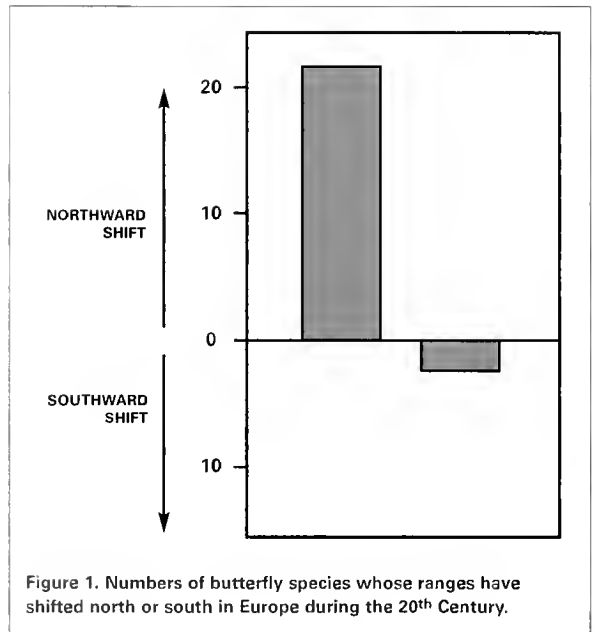 20
NORTHWARD
SHIFT
10
0
SOUTHWARD
SHIFT
10
Figure 1. Numbers of butterfly species whose ranges have
shifted north or south in Europe during the 20th Century.